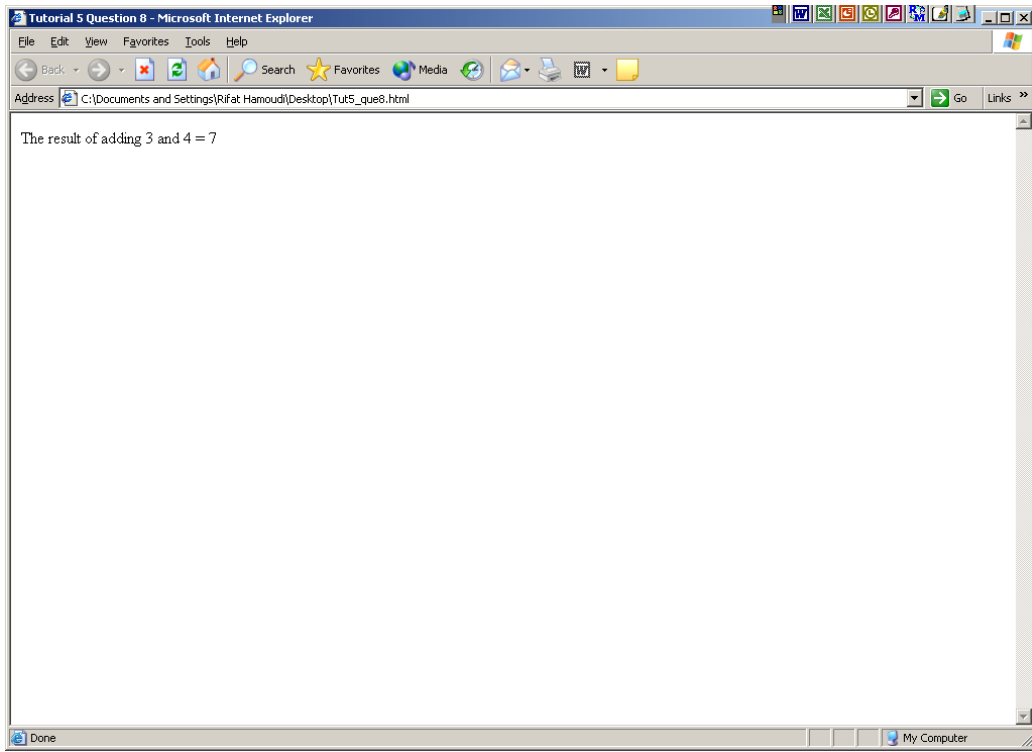 Tutorial 5 Question 8 - Microsoft Internet Explorer
File Edit View Favorites Tools Help
Back Search Favorites Media
Address C:\Documents and Settings\Rifat Hamoudi\Desktop\Tut5_que8.html Go Links »
The result of adding 3 and 4 = 7
Done My Computer